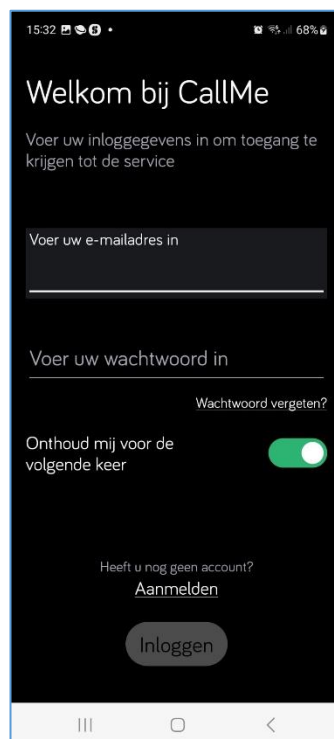 15:32
68%
Welkom bij CallMe
Voer uw inloggegevens in om toegang te
krijgen tot de service
Voer uw e-mailadres in
Voer uw wachtwoord in
Wachtwoord vergeten?
Onthoud mij voor de
volgende keer
Heeft u nog geen account?
Aanmelden
Inloggen